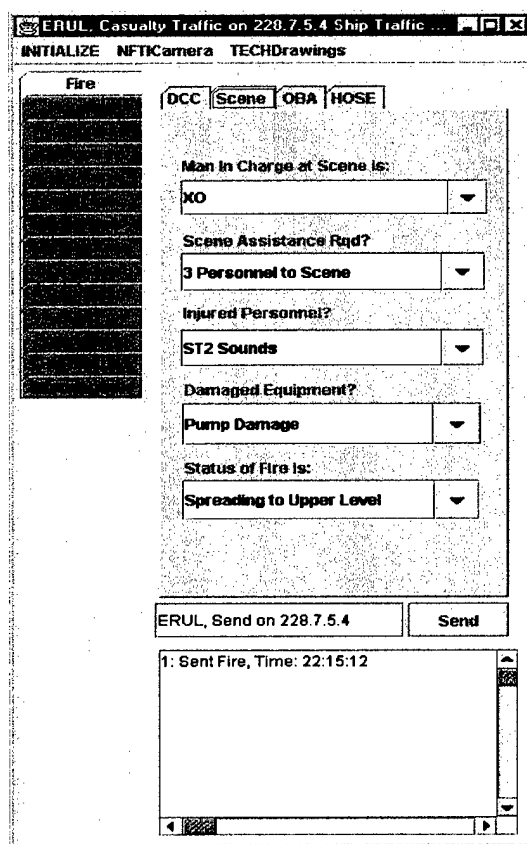 ERUL, Casualty Traffic on 228.7.5.4 Ship Traffic ...
INITIALIZE NFTICamera TECHDrawings
Fire
DCC Scene OBA HOSE
Man In Charge at Scene is:
XO
Scene Assistance Rqd?
3 Personnel to Scene
Injured Personnel?
ST2 Sounds
Damaged Equipment?
Pump Damage
Status of Fire is:
Spreading to Upper Level
ERUL, Send on 228.7.5.4 Send
1: Sent Fire, Time: 22:15:12